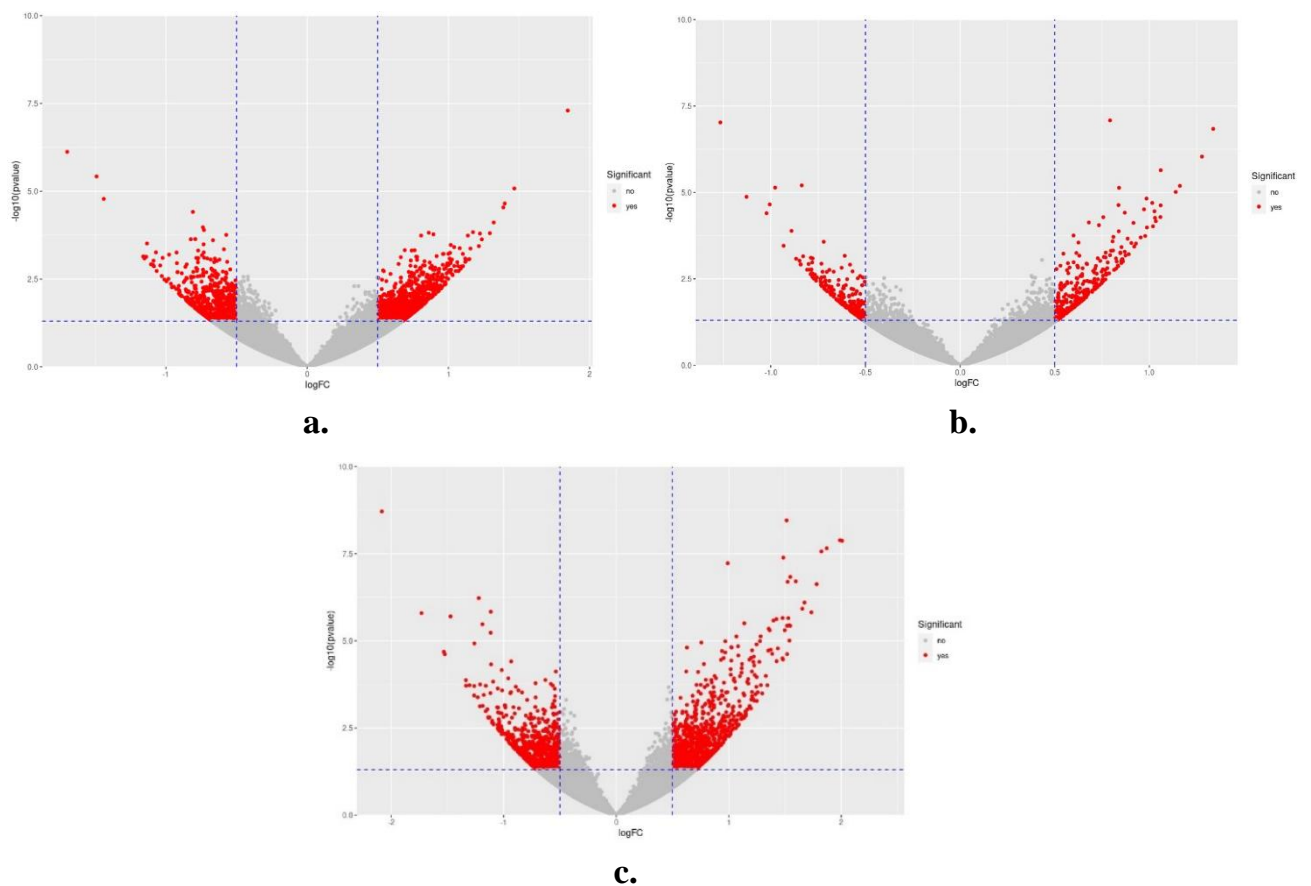 10.0
7.5
5.0
2.5
0.0
-log10(pvalue)
-1
0
1
2
logFC
Significant
no
yes
a.
10.0
7.5
5.0
2.5
0.0
-log10(pvalue)
-1.0
-0.5
0.0
0.5
1.0
logFC
Significant
no
yes
b.
10.0
7.5
5.0
2.5
0.0
-log10(pvalue)
-2
-1
0
1
2
logFC
Significant
no
yes
c.